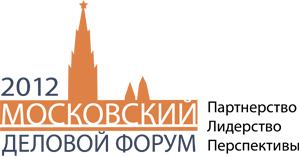 2012
МОСКОВСКИЙ
ДЕЛОВОЙ ФОРУМ
Партнерство
Лидерство
Перспективы